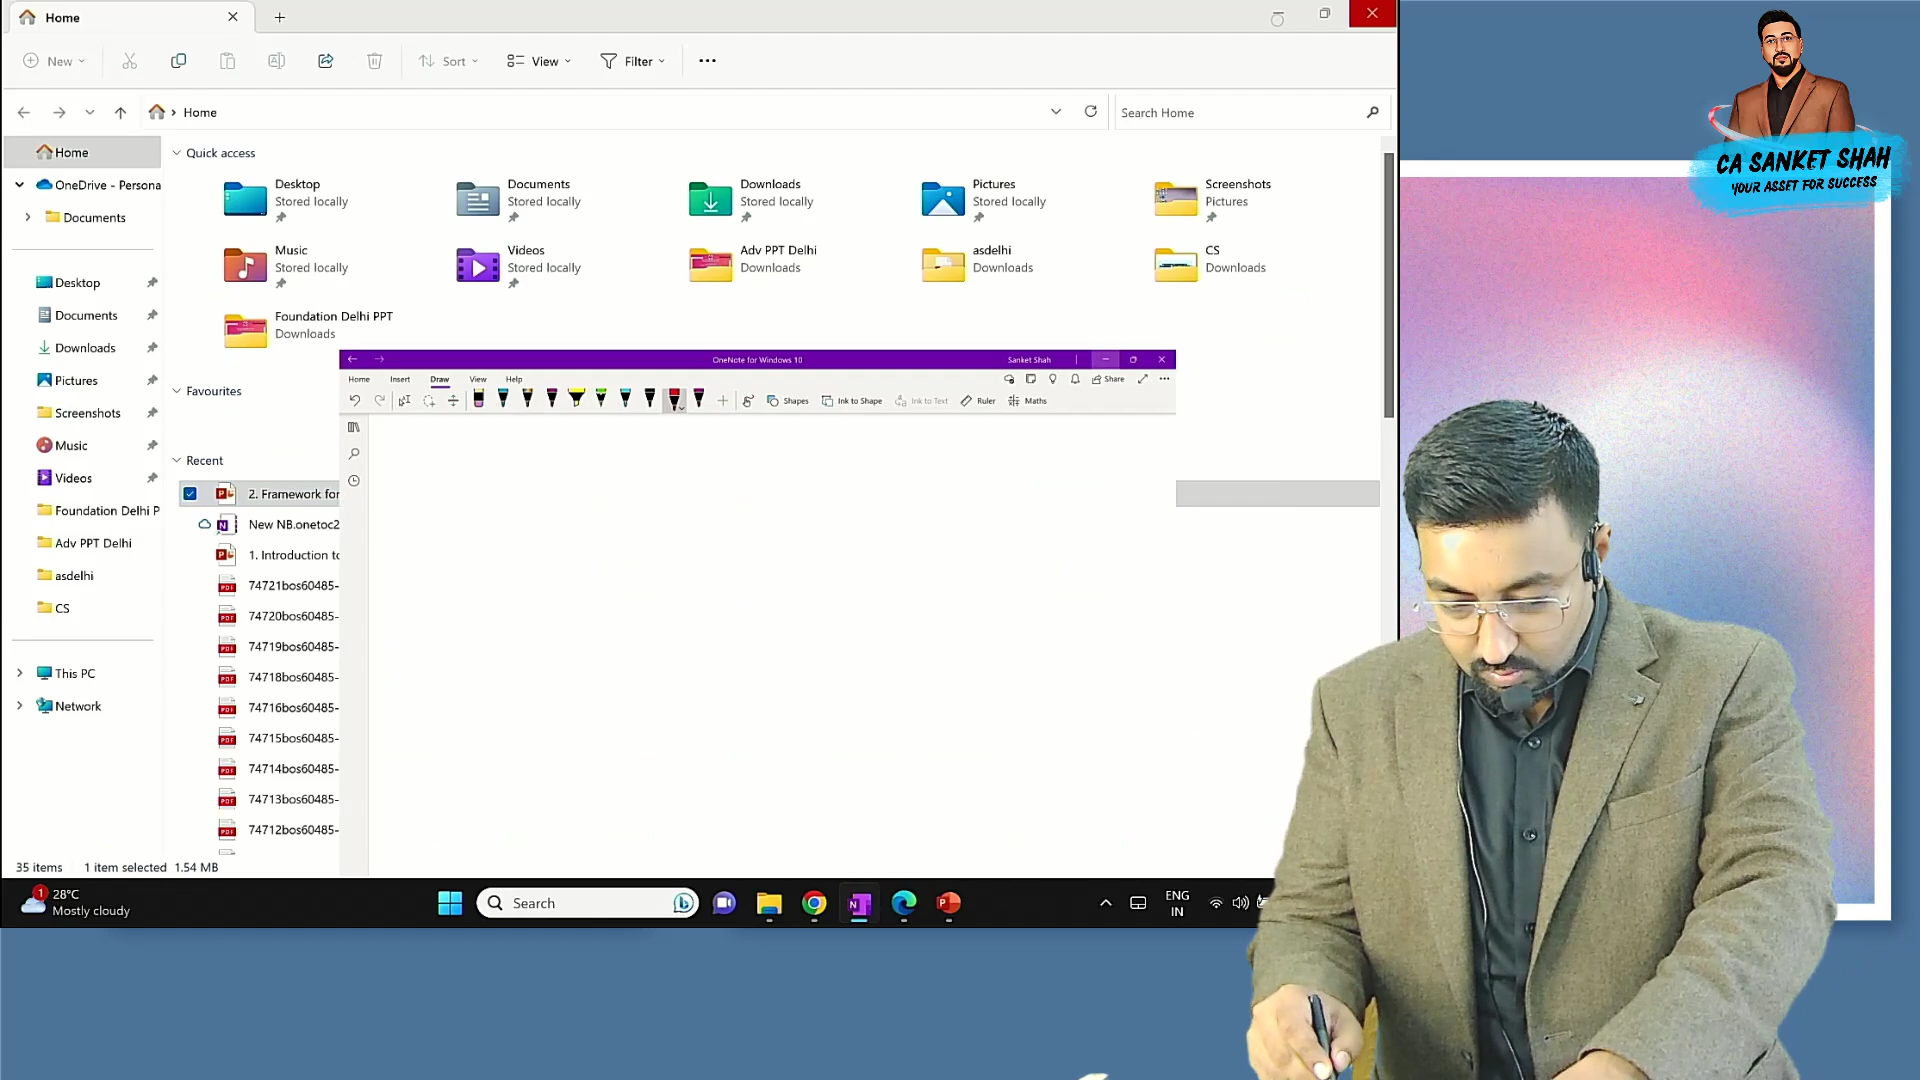 Home
New
Sort
View
Filter
Home
Search Home
Home
OneDrive - Persona
Documents
Desktop
Documents
Downloads
Pictures
Screenshots
Music
Videos
Foundation Delhi P
Adv PPT Delhi
asdelhi
CS
This PC
Network
Quick access
Desktop
Stored locally
Documents
Stored locally
Downloads
Stored locally
Pictures
Stored locally
Screenshots
Pictures
Music
Stored locally
Videos
Stored locally
Adv PPT Delhi
Downloads
asdelhi
Downloads
CS
Downloads
Foundation Delhi PPT
Downloads
Favourites
Recent
2. Framework for
New NB.onetoc2
1. Introduction to
74721bos60485-
74720bos60485-
74719bos60485-
74718bos60485-
74716bos60485-
74715bos60485-
74714bos60485-
74713bos60485-
74712bos60485-
35 items 1 item selected 1.54 MB
OneNote for Windows 10
Sanket Shah
Home Insert Draw View Help
Share
Shapes Ink to Shape Ink to Text Ruler Maths
1
28°C
Mostly cloudy
Search
ENG
IN
CA SANKET SHAH
YOUR ASSET FOR SUCCESS